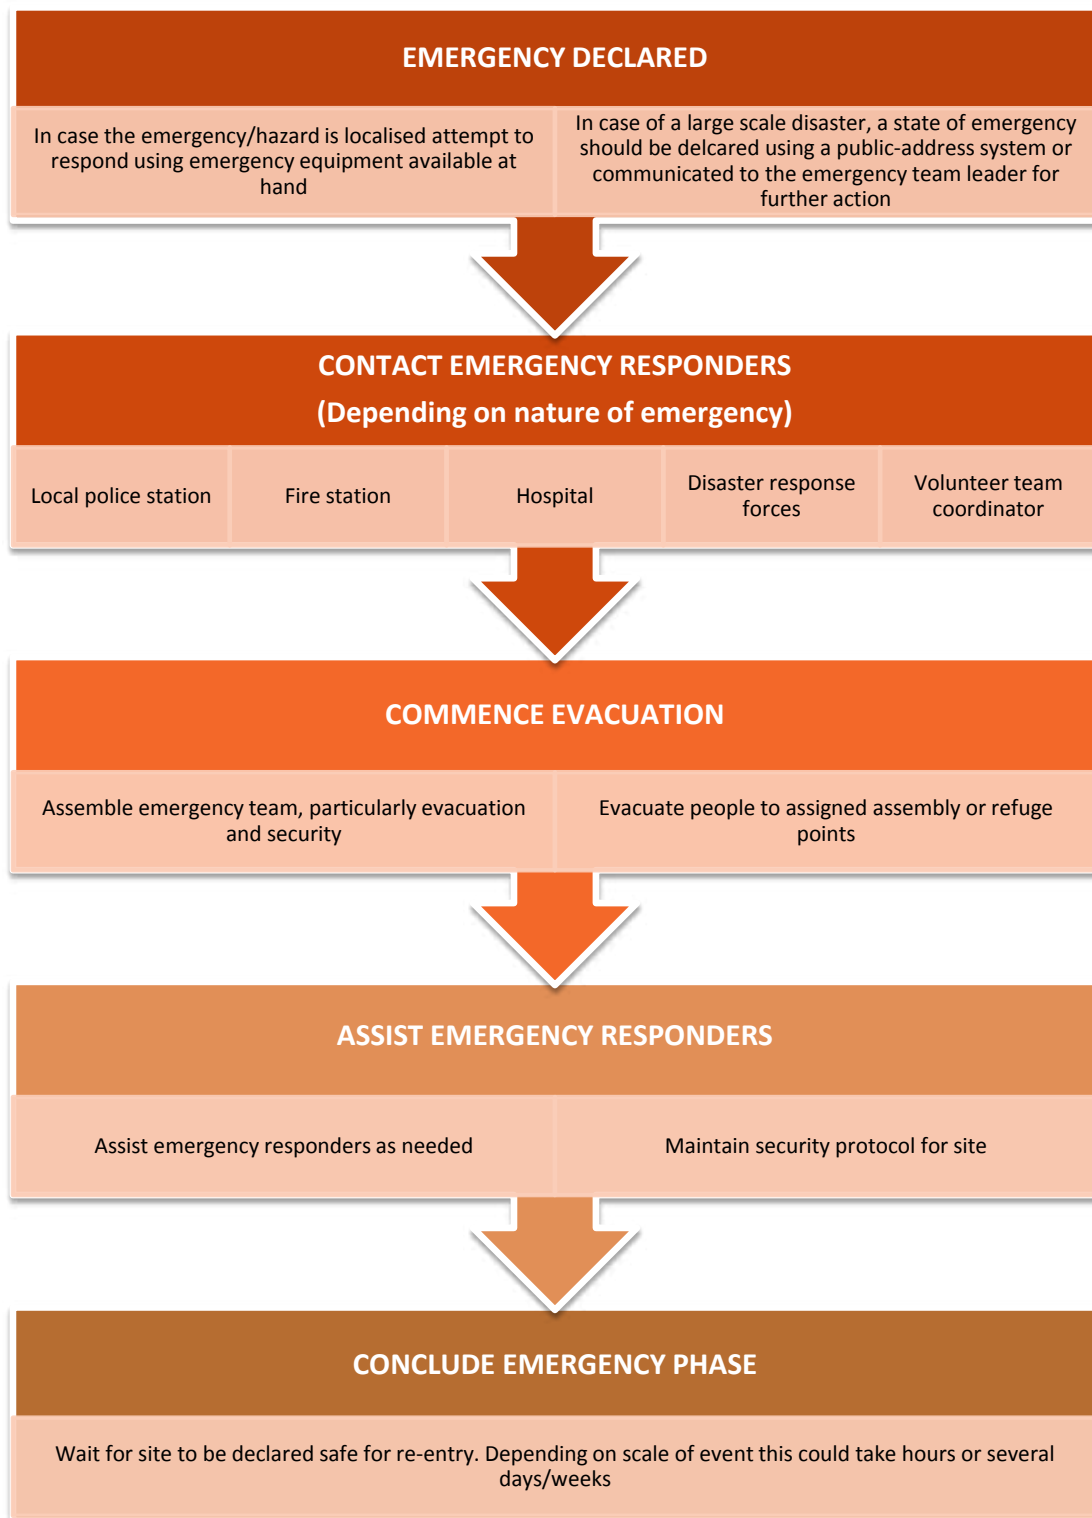 EMERGENCY DECLARED
In case the emergency/hazard is localised attempt to
respond using emergency equipment available at
hand
In case of a large scale disaster, a state of emergency
should be delcared using a public-address system or
communicated to the emergency team leader for
further action
CONTACT EMERGENCY RESPONDERS
(Depending on nature of emergency)
Local police station
Fire station
Hospital
Disaster response
forces
Volunteer team
coordinator
COMMENCE EVACUATION
Assemble emergency team, particularly evacuation
and security
Evacuate people to assigned assembly or refuge
points
ASSIST EMERGENCY RESPONDERS
Assist emergency responders as needed
Maintain security protocol for site
CONCLUDE EMERGENCY PHASE
Wait for site to be declared safe for re-entry. Depending on scale of event this could take hours or several
days/weeks